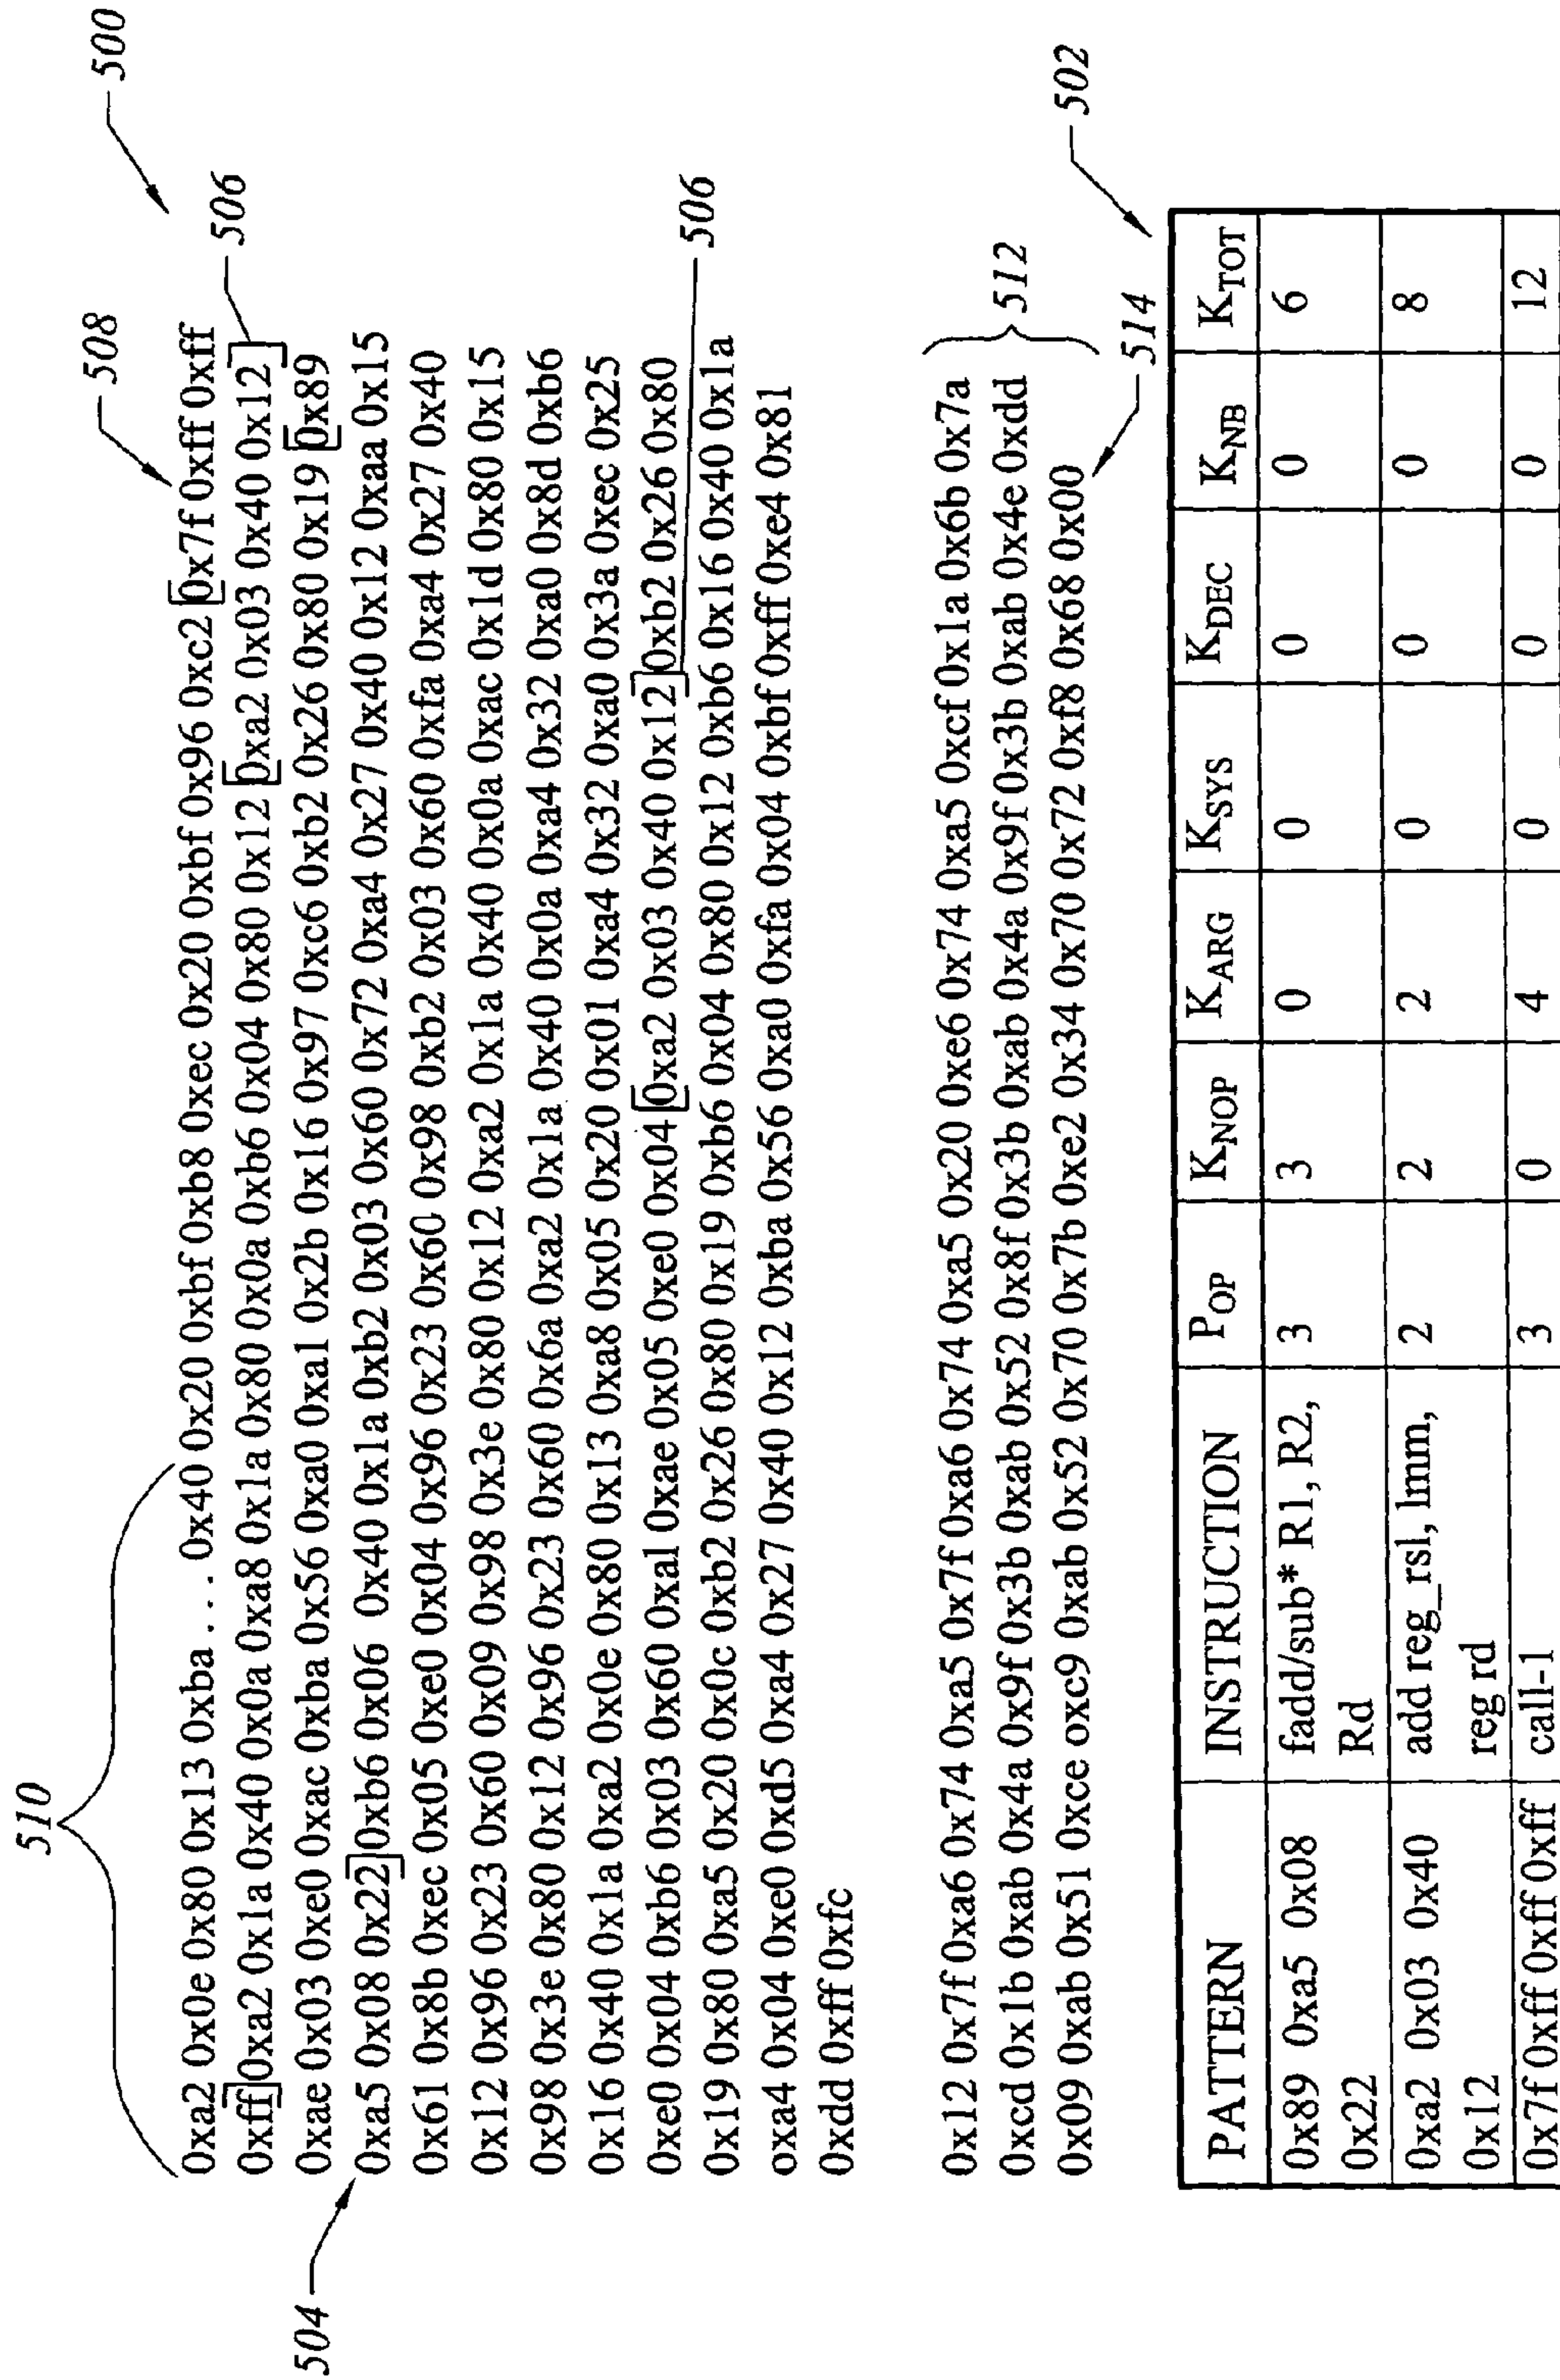 510
500
508
0xa2 0x0e 0x80 0x13 0xba . . . 0x40 0x20 0xbf 0xb8 0xec 0x20 0xbf 0x96 0xc2 0x7f 0xff 0xff
506
0xff 0xa2 0x1a 0x40 0x0a 0xa8 0x1a 0x80 0x0a 0xb6 0x04 0x80 0x12 0xa2 0x03 0x40 0x12
0xae 0x03 0xe0 0xac 0xba 0x56 0xa0 0xa1 0x2b 0x16 0x97 0xc6 0xb2 0x26 0x80 0x19 0x89
504
0xa5 0x08 0x22 0xb6 0x06 0x40 0x1a 0xb2 0x03 0x60 0x72 0xa4 0x27 0x40 0x12 0xaa 0x15
0x61 0x8b 0xec 0x05 0xe0 0x04 0x96 0x23 0x60 0x98 0xb2 0x03 0x60 0xfa 0xa4 0x27 0x40
0x12 0x96 0x23 0x60 0x09 0x98 0x3e 0x80 0x12 0xa2 0x1a 0x40 0x0a 0xac 0x1d 0x80 0x15
0x98 0x3e 0x80 0x12 0x96 0x23 0x60 0x6a 0xa2 0x1a 0x40 0x0a 0xa4 0x32 0xa0 0x8d 0xb6
0x16 0x40 0x1a 0xa2 0x0e 0x80 0x13 0xa8 0x05 0x20 0x01 0xa4 0x32 0xa0 0x3a 0xec 0x25
0xe0 0x04 0xb6 0x03 0x60 0xa1 0xae 0x05 0xe0 0x04 0xa2 0x03 0x40 0x12 0xb2 0x26 0x80
506
0x19 0x80 0xa5 0x20 0x0c 0xb2 0x26 0x80 0x19 0xb6 0x04 0x80 0x12 0xb6 0x16 0x40 0x1a
0xa4 0x04 0xe0 0xd5 0xa4 0x27 0x40 0x12 0xba 0x56 0xa0 0xfa 0x04 0xbf 0xff 0xe4 0x81
0xdd 0xff 0xfc
0x12 0x7f 0xa6 0x74 0xa5 0x7f 0xa6 0x74 0xa5 0x20 0xe6 0x74 0xa5 0xcf 0x1a 0x6b 0x7a
0xcd 0x1b 0xab 0x4a 0x9f 0x3b 0xab 0x52 0x8f 0x3b 0xab 0x4a 0x9f 0x3b 0xab 0x4e 0xdd
512
0x09 0xab 0x51 0xce oxc9 0xab 0x52 0x70 0x7b 0xe2 0x34 0x70 0x72 0xf8 0x68 0x00
514
502
PATTERN INSTRUCTION POP KNOP KARG KSYS KDEC KNB KTOT
0x89 0xa5 0x08 fadd/sub* R1, R2, 3 3 0 0 0 0 6
0x22 Rd
0xa2 0x03 0x40 add reg_rsl, lmm, 2 2 2 0 0 0 8
0x12 reg rd
0x7f 0xff 0xff 0xff call-1 3 0 4 0 0 0 12